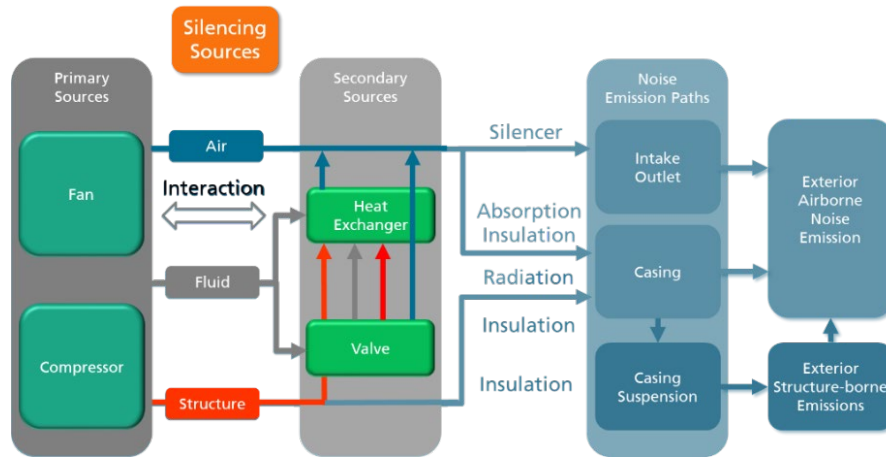 Silencing
Sources
Primary
Sources
Secondary
Sources
Noise
Emission Paths
Fan
Compressor
Air
Interaction
Fluid
Structure
Heat
Exchanger
Valve
Silencer
Absorption
Insulation
Radiation
Insulation
Insulation
Intake
Outlet
Casing
Casing
Suspension
Exterior
Airborne
Noise
Emission
Exterior
Structure-borne
Emissions